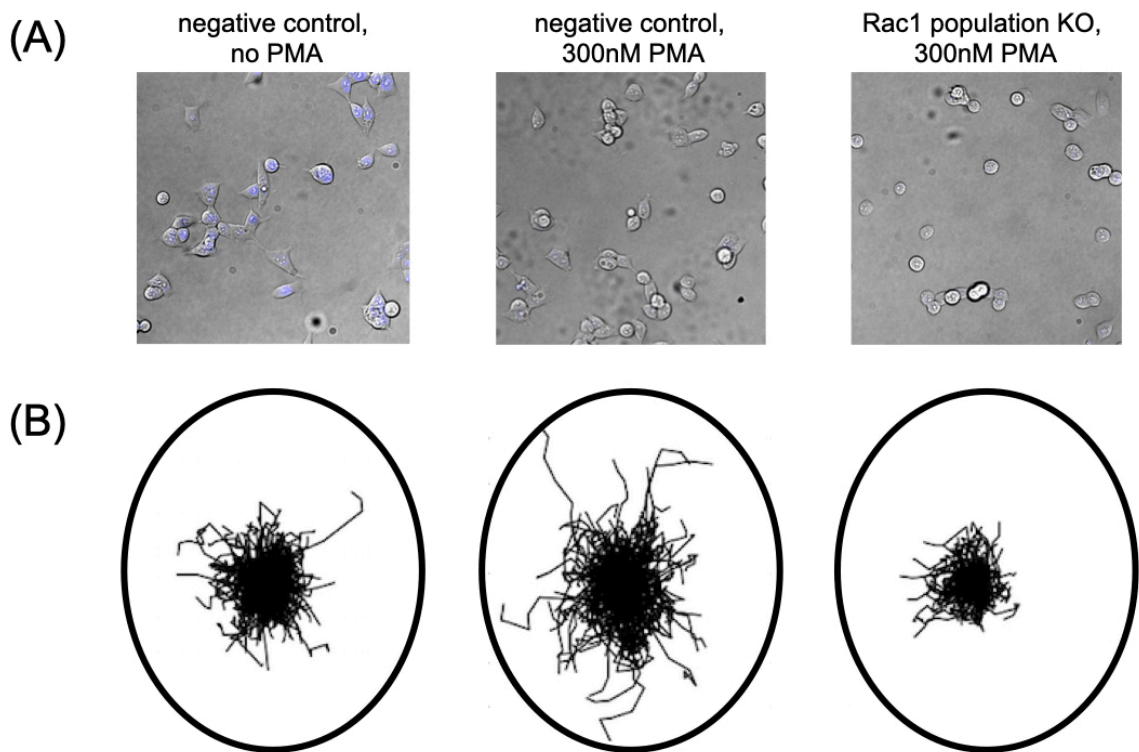 (A)
negative control,
no PMA
negative control,
300nM PMA
Rac1 population KO,
300nM PMA
(B)